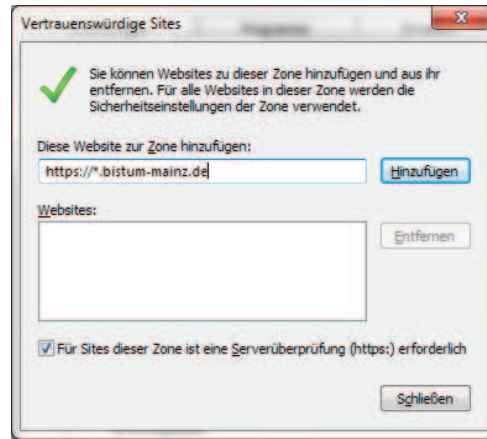 Vertrauenswürdige Sites
Sie können Websites zu dieser Zone hinzufügen und aus ihr
entfernen. Für alle Websites in dieser Zone werden die
Sicherheitseinstellungen der Zone verwendet.
Diese Website zur Zone hinzufügen:
https://*.bistum-mainz.de
Hinzufügen
Websites:
Entfernen
Für Sites dieser Zone ist eine Serverüberprüfung (https:) erforderlich
Schließen